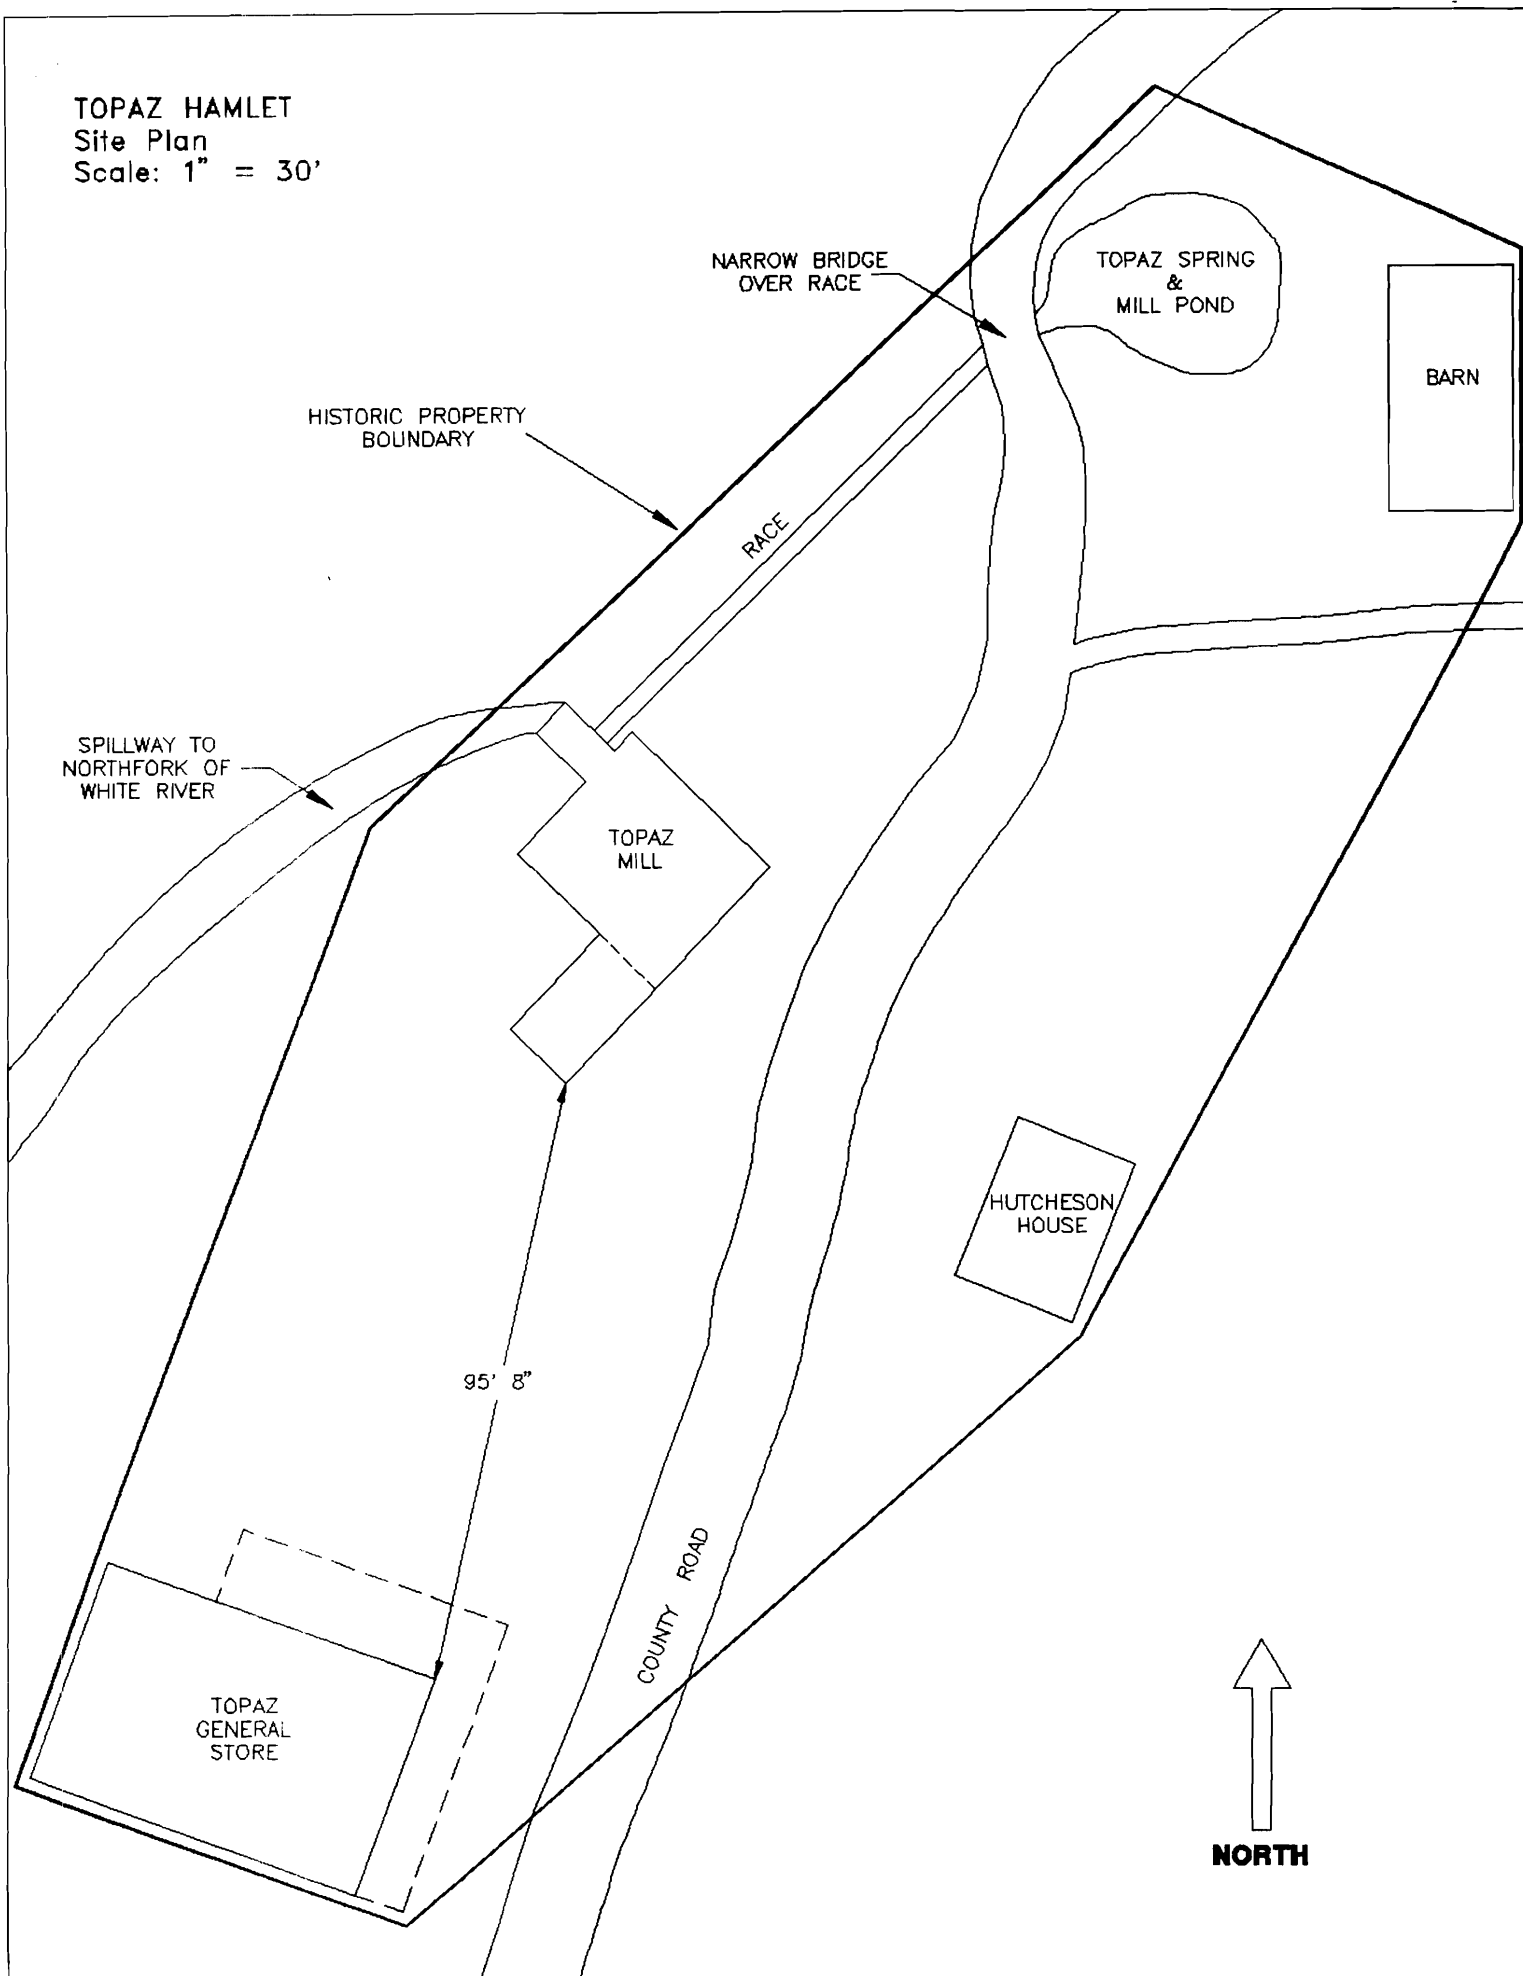 TOPAZ HAMLET
Site Plan
Scale: 1" = 30'
NARROW BRIDGE
OVER RACE
TOPAZ SPRING
&
MILL POND
BARN
HISTORIC PROPERTY
BOUNDARY
RACE
SPILLWAY TO
NORTHFORK OF
WHITE RIVER
TOPAZ
MILL
HUTCHESON
HOUSE
95' 8"
COUNTY ROAD
TOPAZ
GENERAL
STORE
NORTH